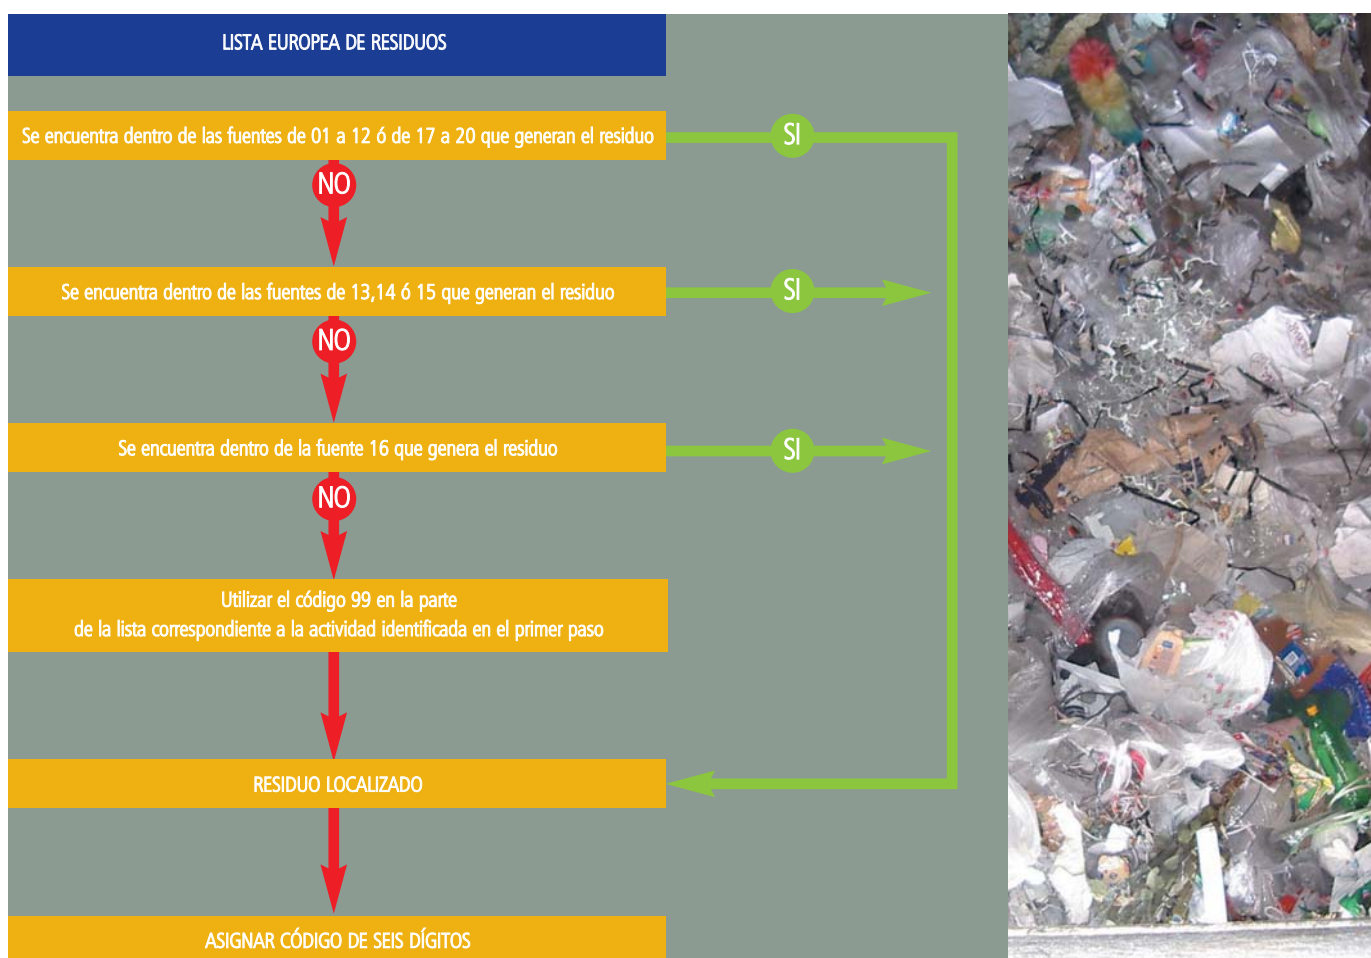 LISTA EUROPEA DE RESIDUOS
Se encuentra dentro de las fuentes de 01 a 12 ó de 17 a 20 que generan el residuo
SI
NO
Se encuentra dentro de las fuentes de 13,14 ó 15 que generan el residuo
SI
NO
Se encuentra dentro de la fuente 16 que genera el residuo
SI
NO
Utilizar el código 99 en la parte
de la lista correspondiente a la actividad identificada en el primer paso
RESIDUO LOCALIZADO
ASIGNAR CÓDIGO DE SEIS DÍGITOS